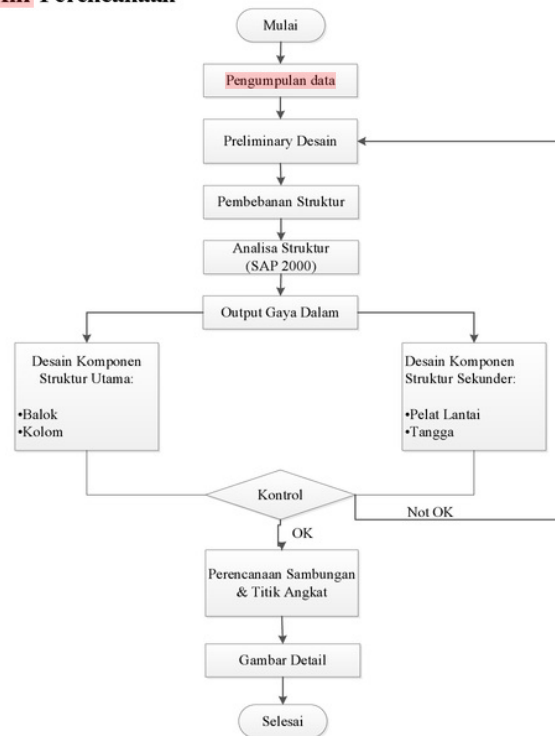 Perencanaan
Mulai
Pengumpulan data
Preliminary Desain
Pembebanan Struktur
Analisa Struktur
(SAP 2000)
Output Gaya Dalam
Desain Komponen
Struktur Utama:
•Balok
•Kolom
Desain Komponen
Struktur Sekunder:
•Pelat Lantai
•Tangga
Kontrol
Not OK
OK
Perencanaan Sambungan
& Titik Angkat
Gambar Detail
Selesai